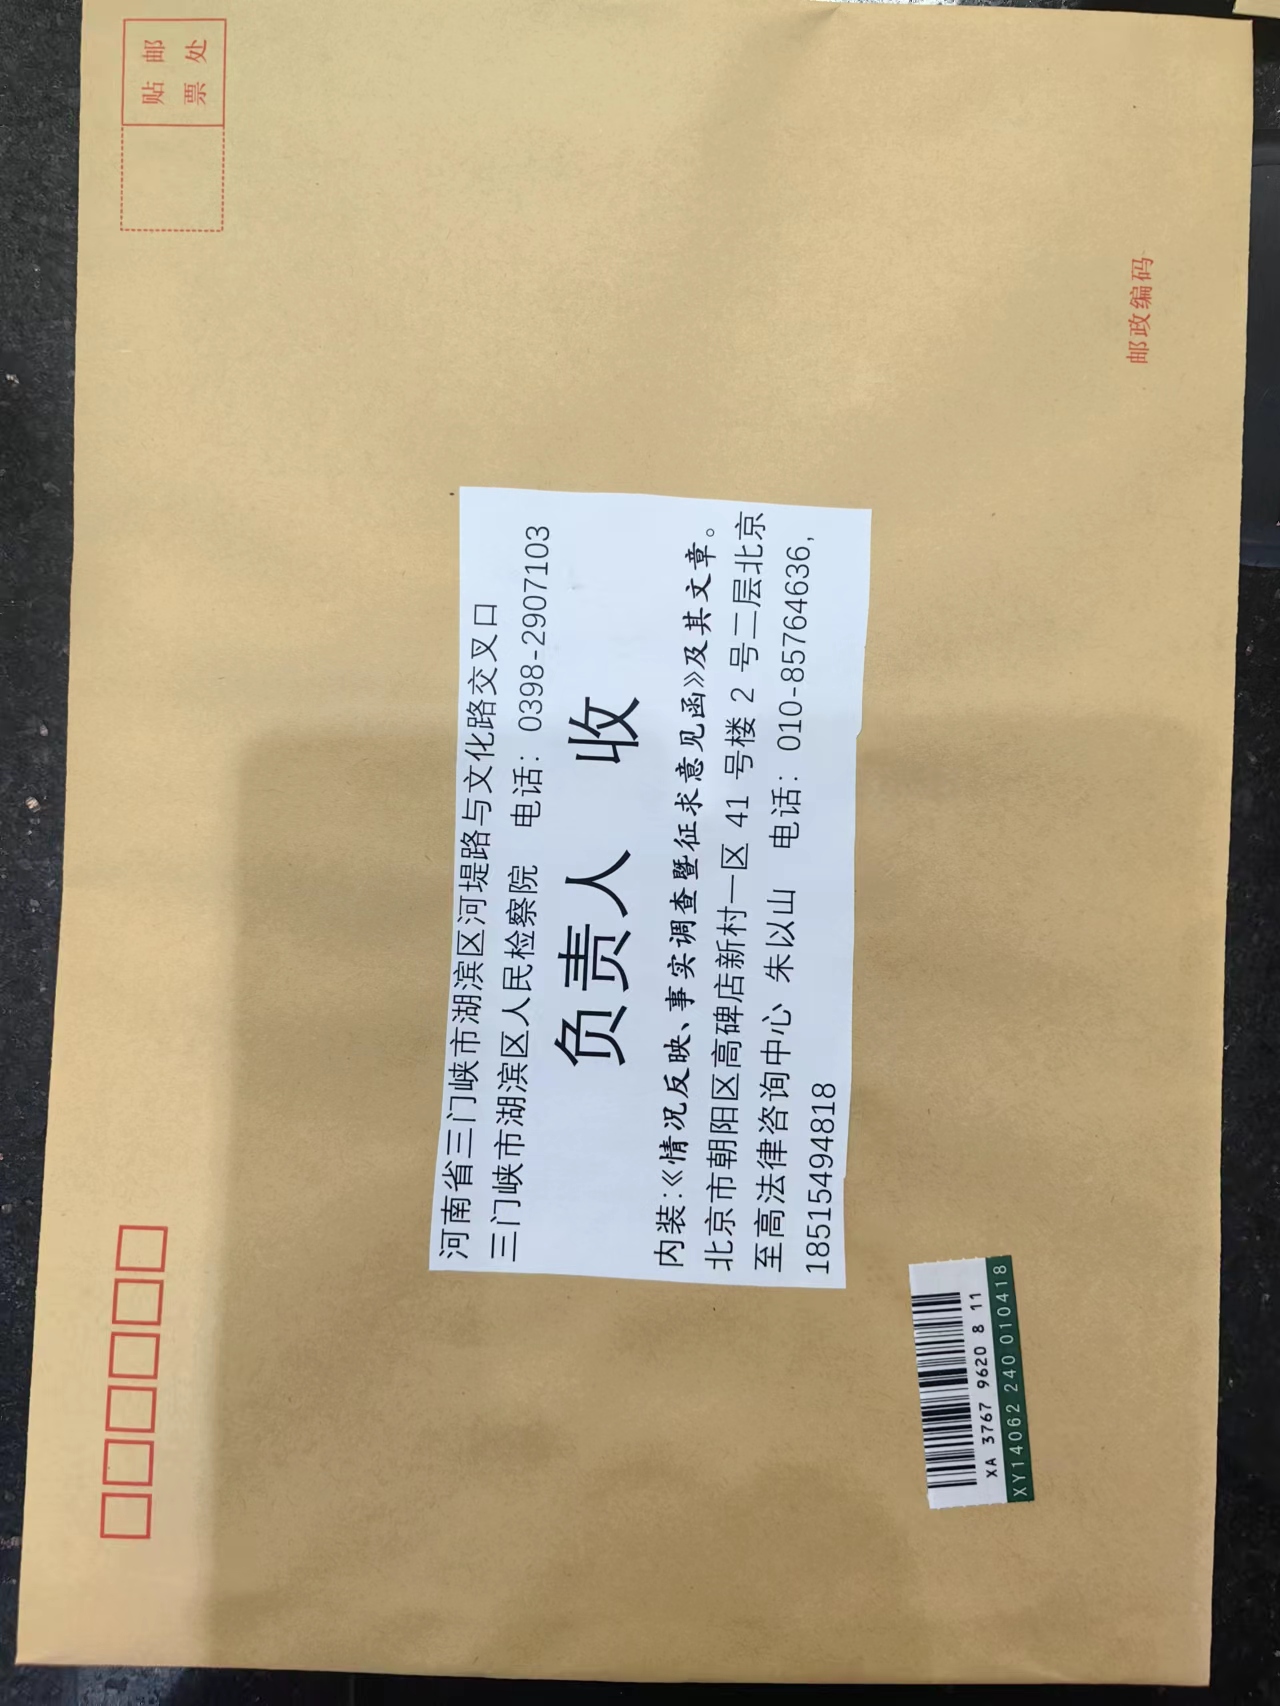 贴邮
票处
河南省三门峡市湖滨区河堤路与文化路交叉口
三门峡市湖滨区人民检察院 电话：0398-2907103
负责人 收
内装：《情况反映、事实调查暨征求意见函》及其文章。
北京市朝阳区高碑店新村一区 41 号楼 2 号二层北京
至高法律咨询中心 朱以山 电话：010-85764636，
18515494818
XA 3767 9620 8 11
XY14062 240 010418
邮政编码